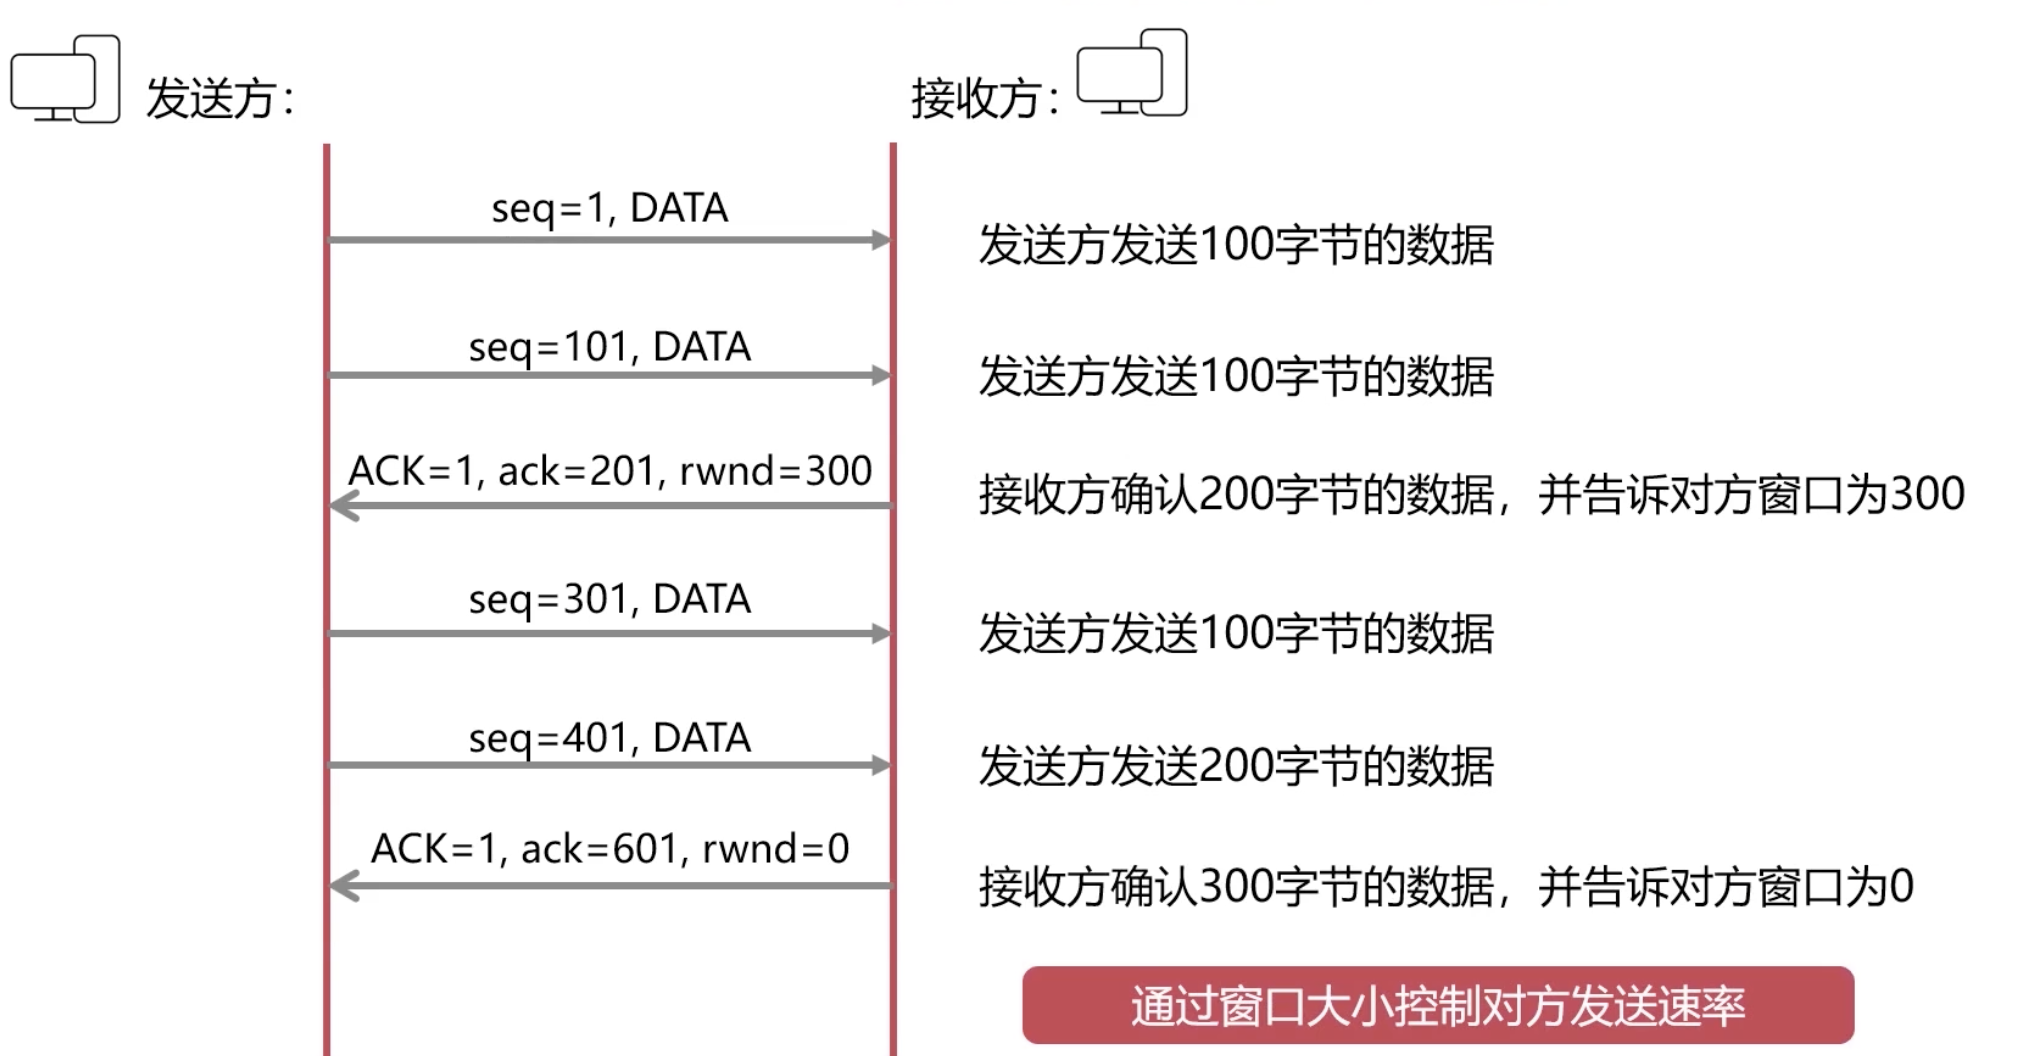 发送方：
接收方：
seq=1, DATA
发送方发送100字节的数据
seq=101, DATA
发送方发送100字节的数据
ACK=1, ack=201, rwnd=300
接收方确认200字节的数据，并告诉对方窗口为300
seq=301, DATA
发送方发送100字节的数据
seq=401, DATA
发送方发送200字节的数据
ACK=1, ack=601, rwnd=0
接收方确认300字节的数据，并告诉对方窗口为0
通过窗口大小控制对方发送速率